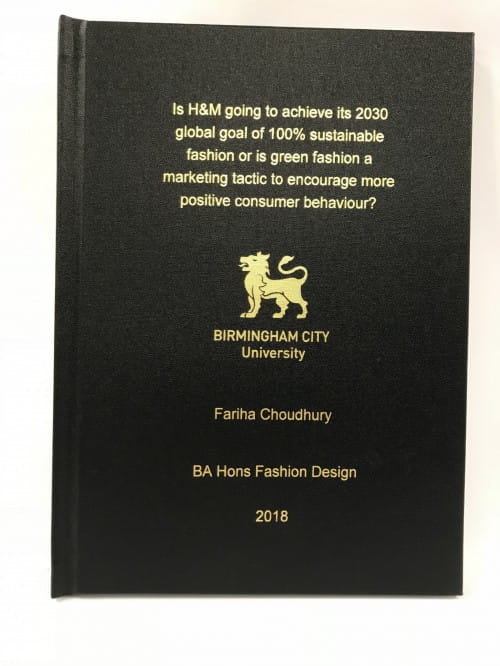 Is H&M going to achieve its 2030
global goal of 100% sustainable
fashion or is green fashion a
marketing tactic to encourage more
positive consumer behaviour?
BIRMINGHAM CITY
University
Fariha Choudhury
BA Hons Fashion Design
2018